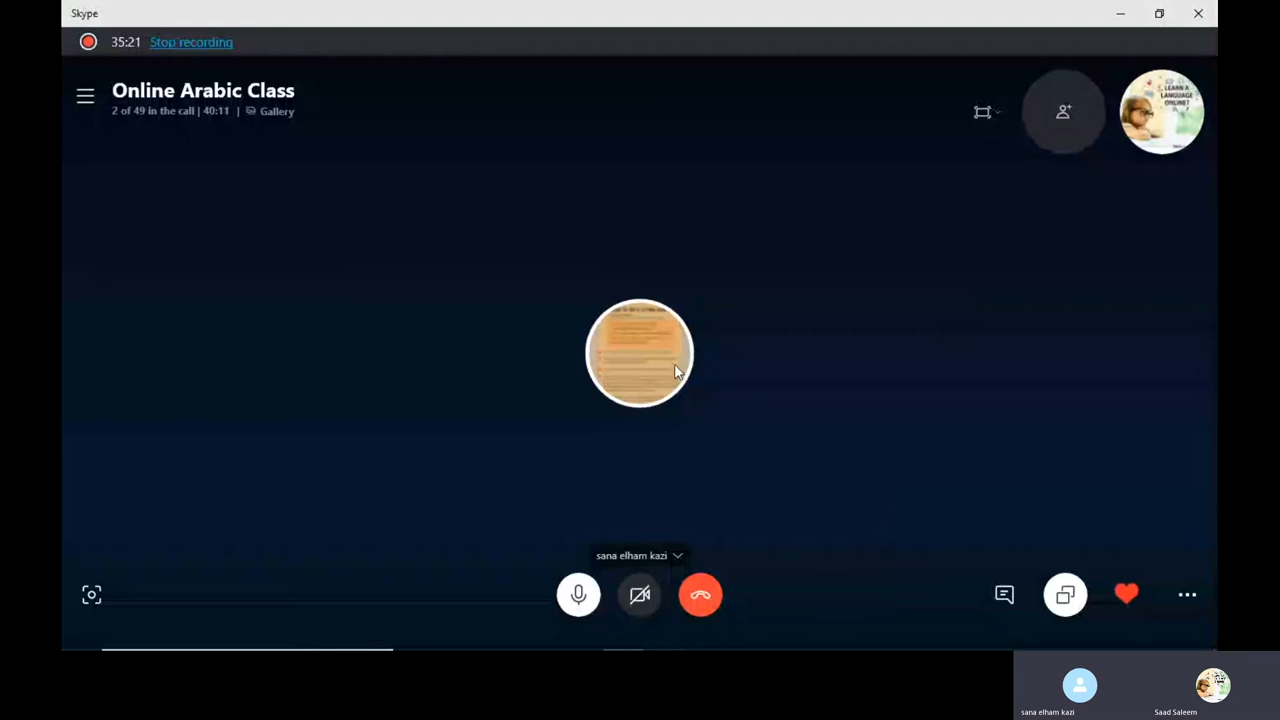 Skype
35:21 Stop recording
Online Arabic Class
2 of 49 in the call | 40:11 | Gallery
LEARN A
LANGUAGE
ONLINE!
sana elham kazi
sana elham kazi
Saad Saleem